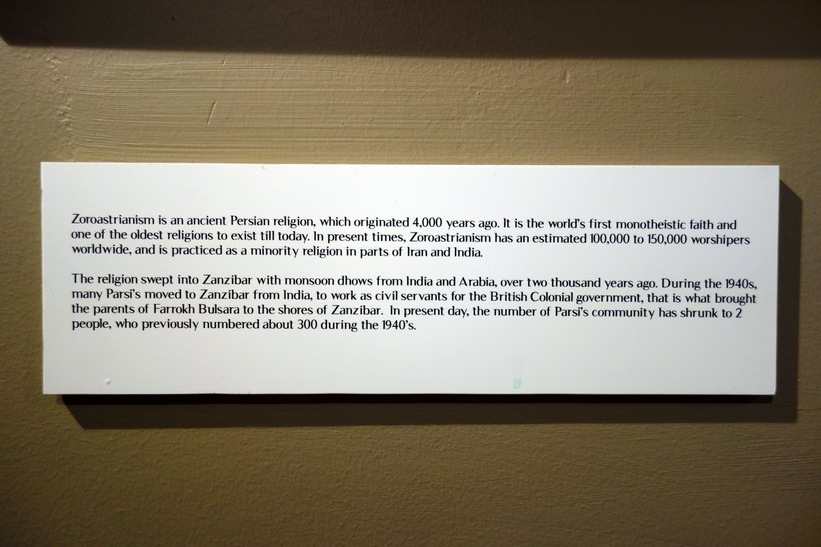 Zoroastrianism is an ancient Persian religion, which originated 4,000 years ago. It is the world's first monotheistic faith and
one of the oldest religions to exist till today. In present times, Zoroastrianism has an estimated 100,000 to 150,000 worshipers
worldwide, and is practiced as a minority religion in parts of Iran and India.
The religion swept into Zanzibar with monsoon dhows from India and Arabia, over two thousand years ago. During the 1940s,
many Parsi's moved to Zanzibar from India, to work as civil servants for the British Colonial government, that is what brought
the parents of Farrokh Bulsara to the shores of Zanzibar. In present day, the number of Parsi's community has shrunk to 2
people, who previously numbered about 300 during the 1940's.